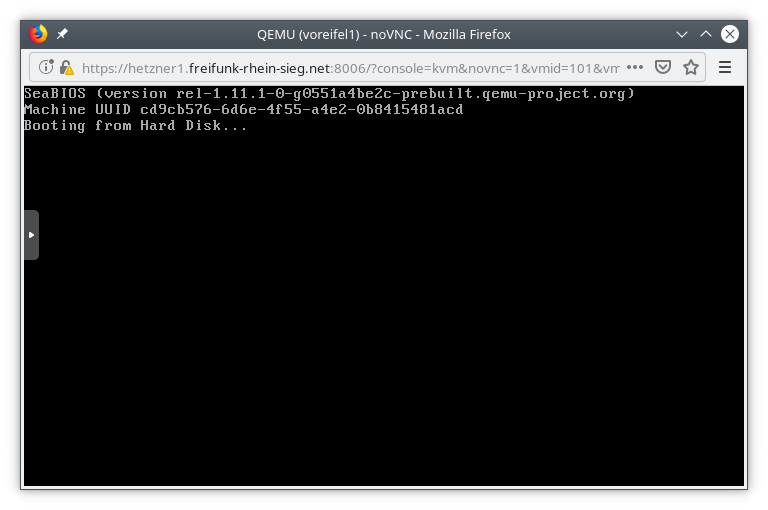 QEMU (voreifel1) - noVNC - Mozilla Firefox
https://hetzner1.freifunk-rhein-sieg.net:8006/?console=kvm&novnc=1&vmid=101&vm
SeaBIOS (version rel-1.11.1-0-g0551a4be2c-prebuilt.qemu-project.org)
Machine UUID cd9cb576-6d6e-4f55-a4e2-0b8415481acd
Booting from Hard Disk...